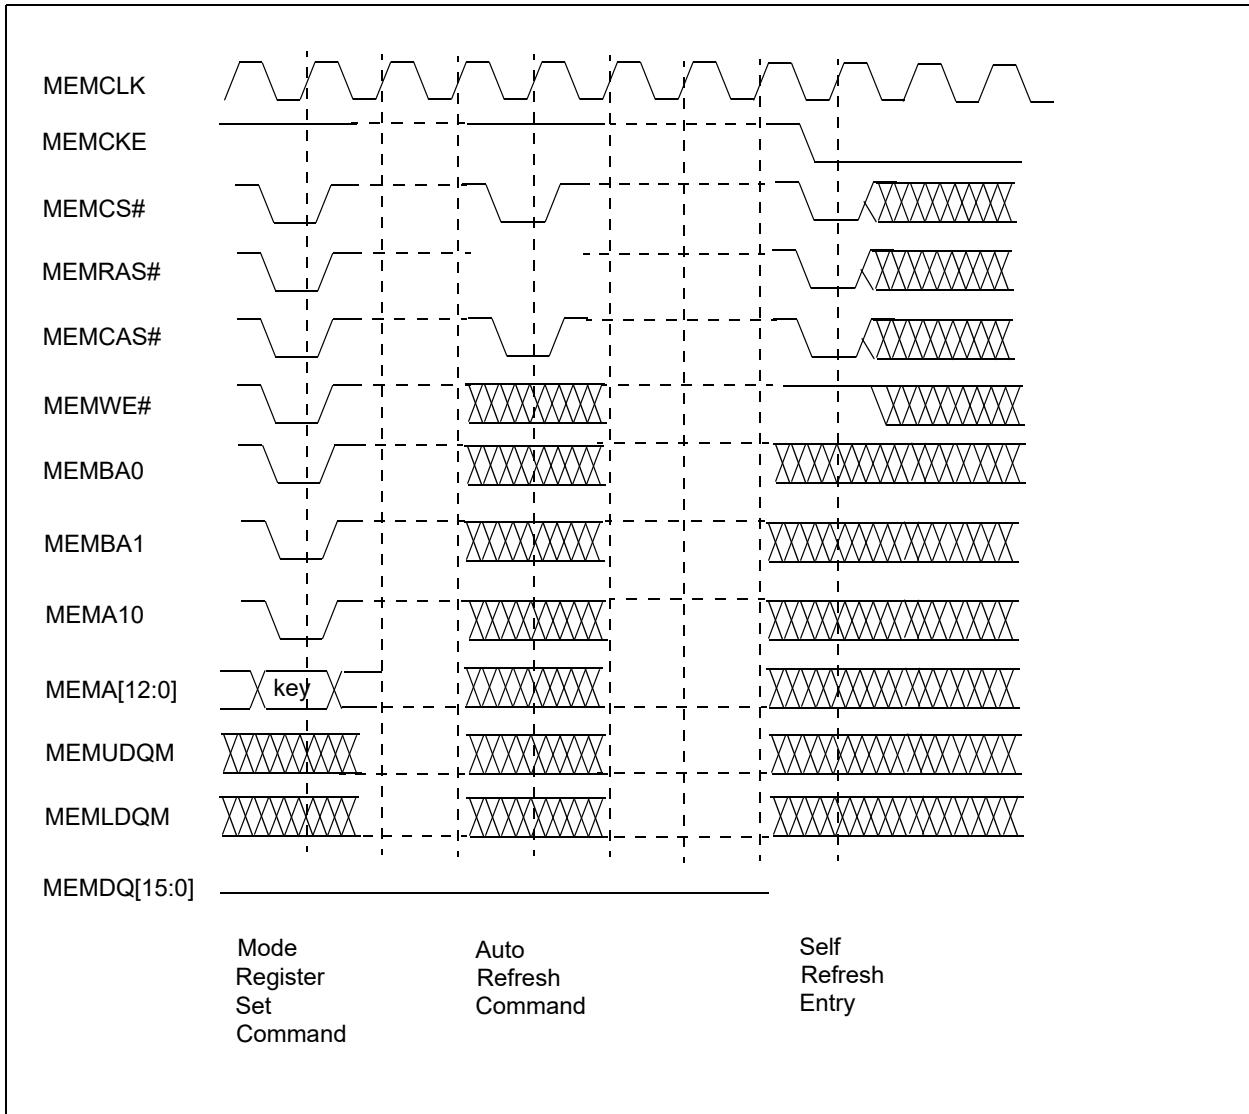 MEMCLK
MEMCKE
MEMCS#
MEMRAS#
MEMCAS#
MEMWE#
MEMBA0
MEMBA1
MEMA10
MEMA[12:0]
key
MEMUDQM
MEMLDQM
MEMDQ[15:0]
Mode
Register
Set
Command
Auto
Refresh
Command
Self
Refresh
Entry